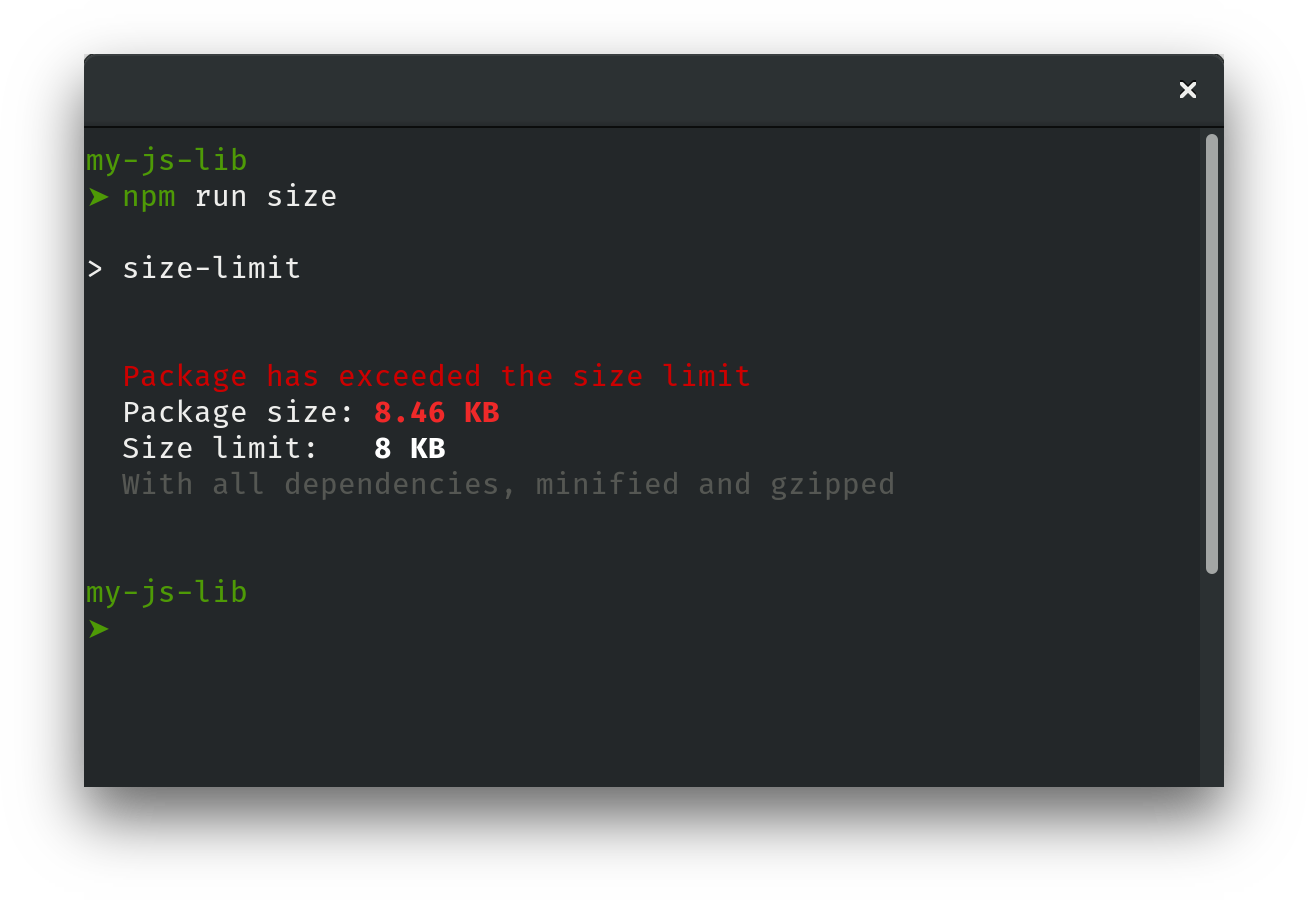 my-js-lib
➤ npm run size
> size-limit
Package has exceeded the size limit
Package size: 8.46 KB
Size limit:   8 KB
With all dependencies, minified and gzipped
my-js-lib
➤